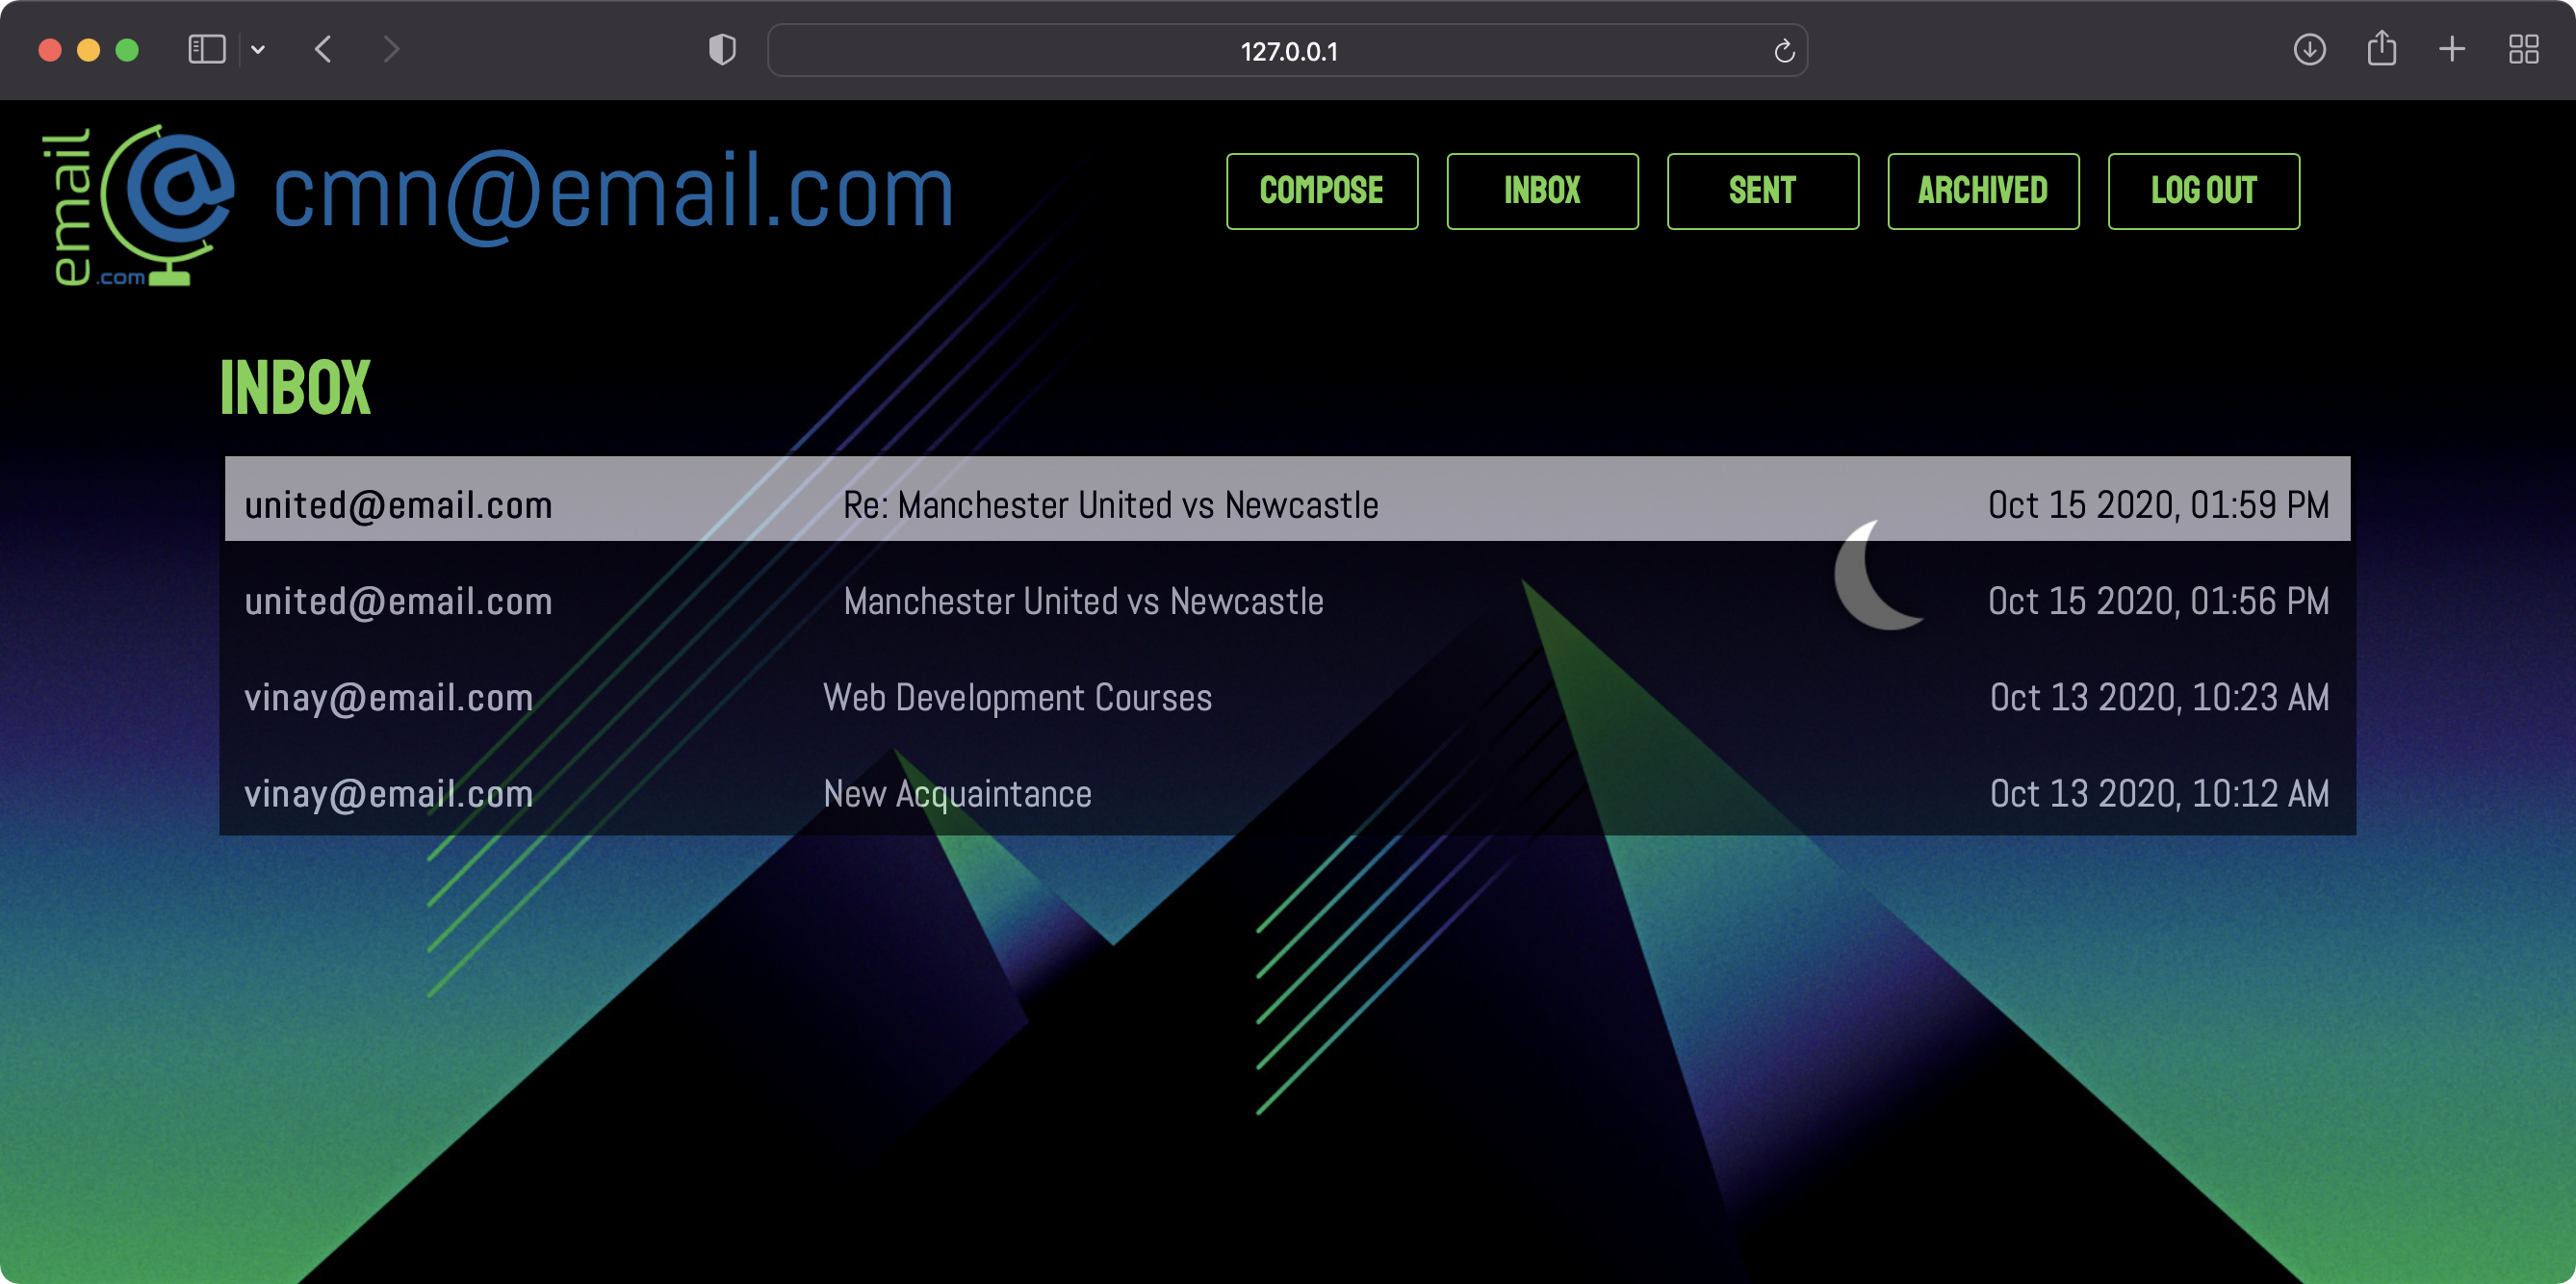 127.0.0.1
email
.com
cmn@email.com
COMPOSE INBOX SENT ARCHIVED LOG OUT
INBOX
united@email.com Re: Manchester United vs Newcastle Oct 15 2020, 01:59 PM
united@email.com Manchester United vs Newcastle Oct 15 2020, 01:56 PM
vinay@email.com Web Development Courses Oct 13 2020, 10:23 AM
vinay@email.com New Acquaintance Oct 13 2020, 10:12 AM